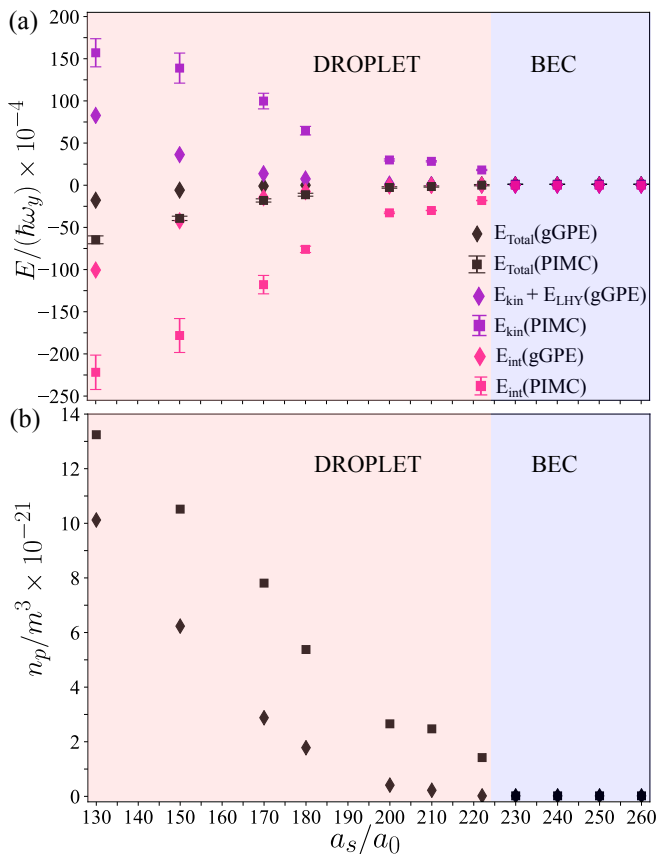 (a)
E/(ħω_y) × 10^−4
150
100
50
0
−50
−100
−150
−200
−250
DROPLET BEC
E_Total(gGPE)
E_Total(PIMC)
E_kin + E_LHY(gGPE)
E_kin(PIMC)
E_int(gGPE)
E_int(PIMC)
(b)
n_p/m^3 × 10^−21
14
12
10
8
6
4
2
0
DROPLET BEC
130 140 150 160 170 180 190 200 210 220 230 240 250 260
a_s/a_0